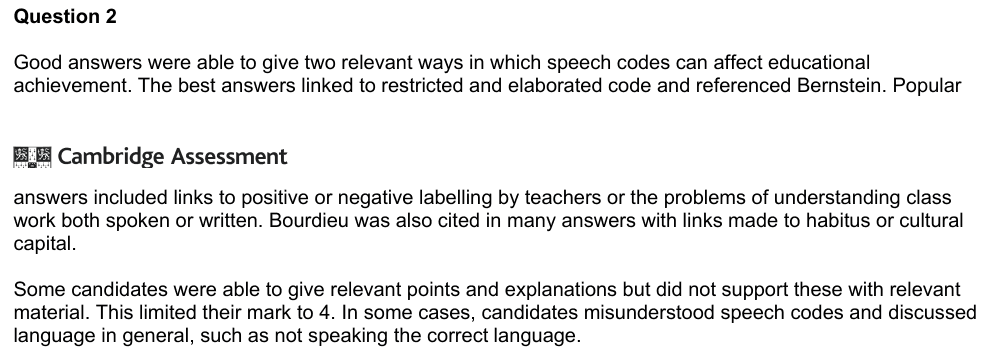 Question 2
Good answers were able to give two relevant ways in which speech codes can affect educational
achievement. The best answers linked to restricted and elaborated code and referenced Bernstein. Popular
Cambridge Assessment
answers included links to positive or negative labelling by teachers or the problems of understanding class
work both spoken or written. Bourdieu was also cited in many answers with links made to habitus or cultural
capital.
Some candidates were able to give relevant points and explanations but did not support these with relevant
material. This limited their mark to 4. In some cases, candidates misunderstood speech codes and discussed
language in general, such as not speaking the correct language.